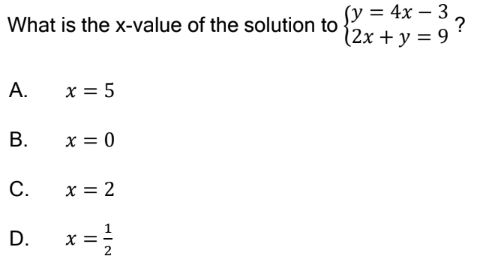 What is the x-value of the solution to {y = 4x − 3
2x + y = 9 ?
A. x = 5
B. x = 0
C. x = 2
D. x = 1/2